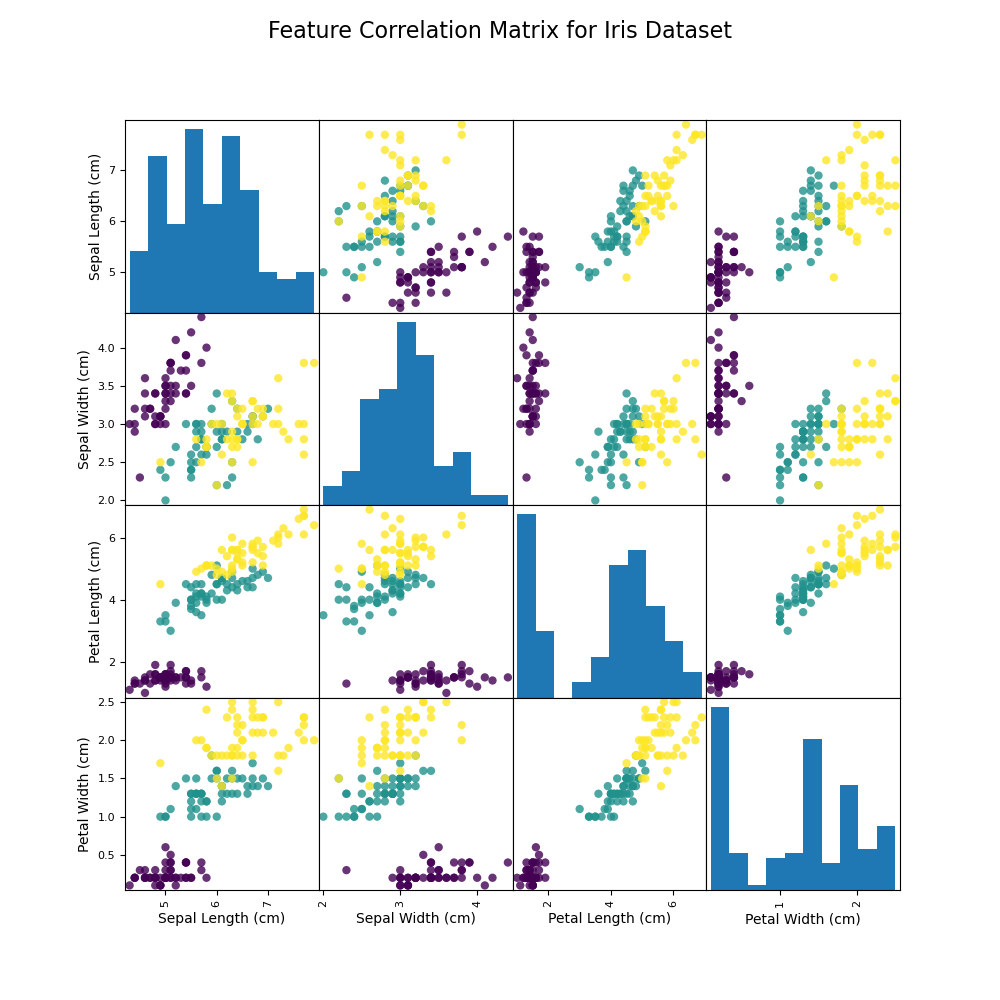 Feature Correlation Matrix for Iris Dataset
Sepal Length (cm)
7
6
5
Sepal Width (cm)
4.0
3.5
3.0
2.5
2.0
Petal Length (cm)
6
4
2
Petal Width (cm)
2.5
2.0
1.5
1.0
0.5
5 6 7
2 3 4
2 4 6
1 2
Sepal Length (cm) Sepal Width (cm) Petal Length (cm) Petal Width (cm)